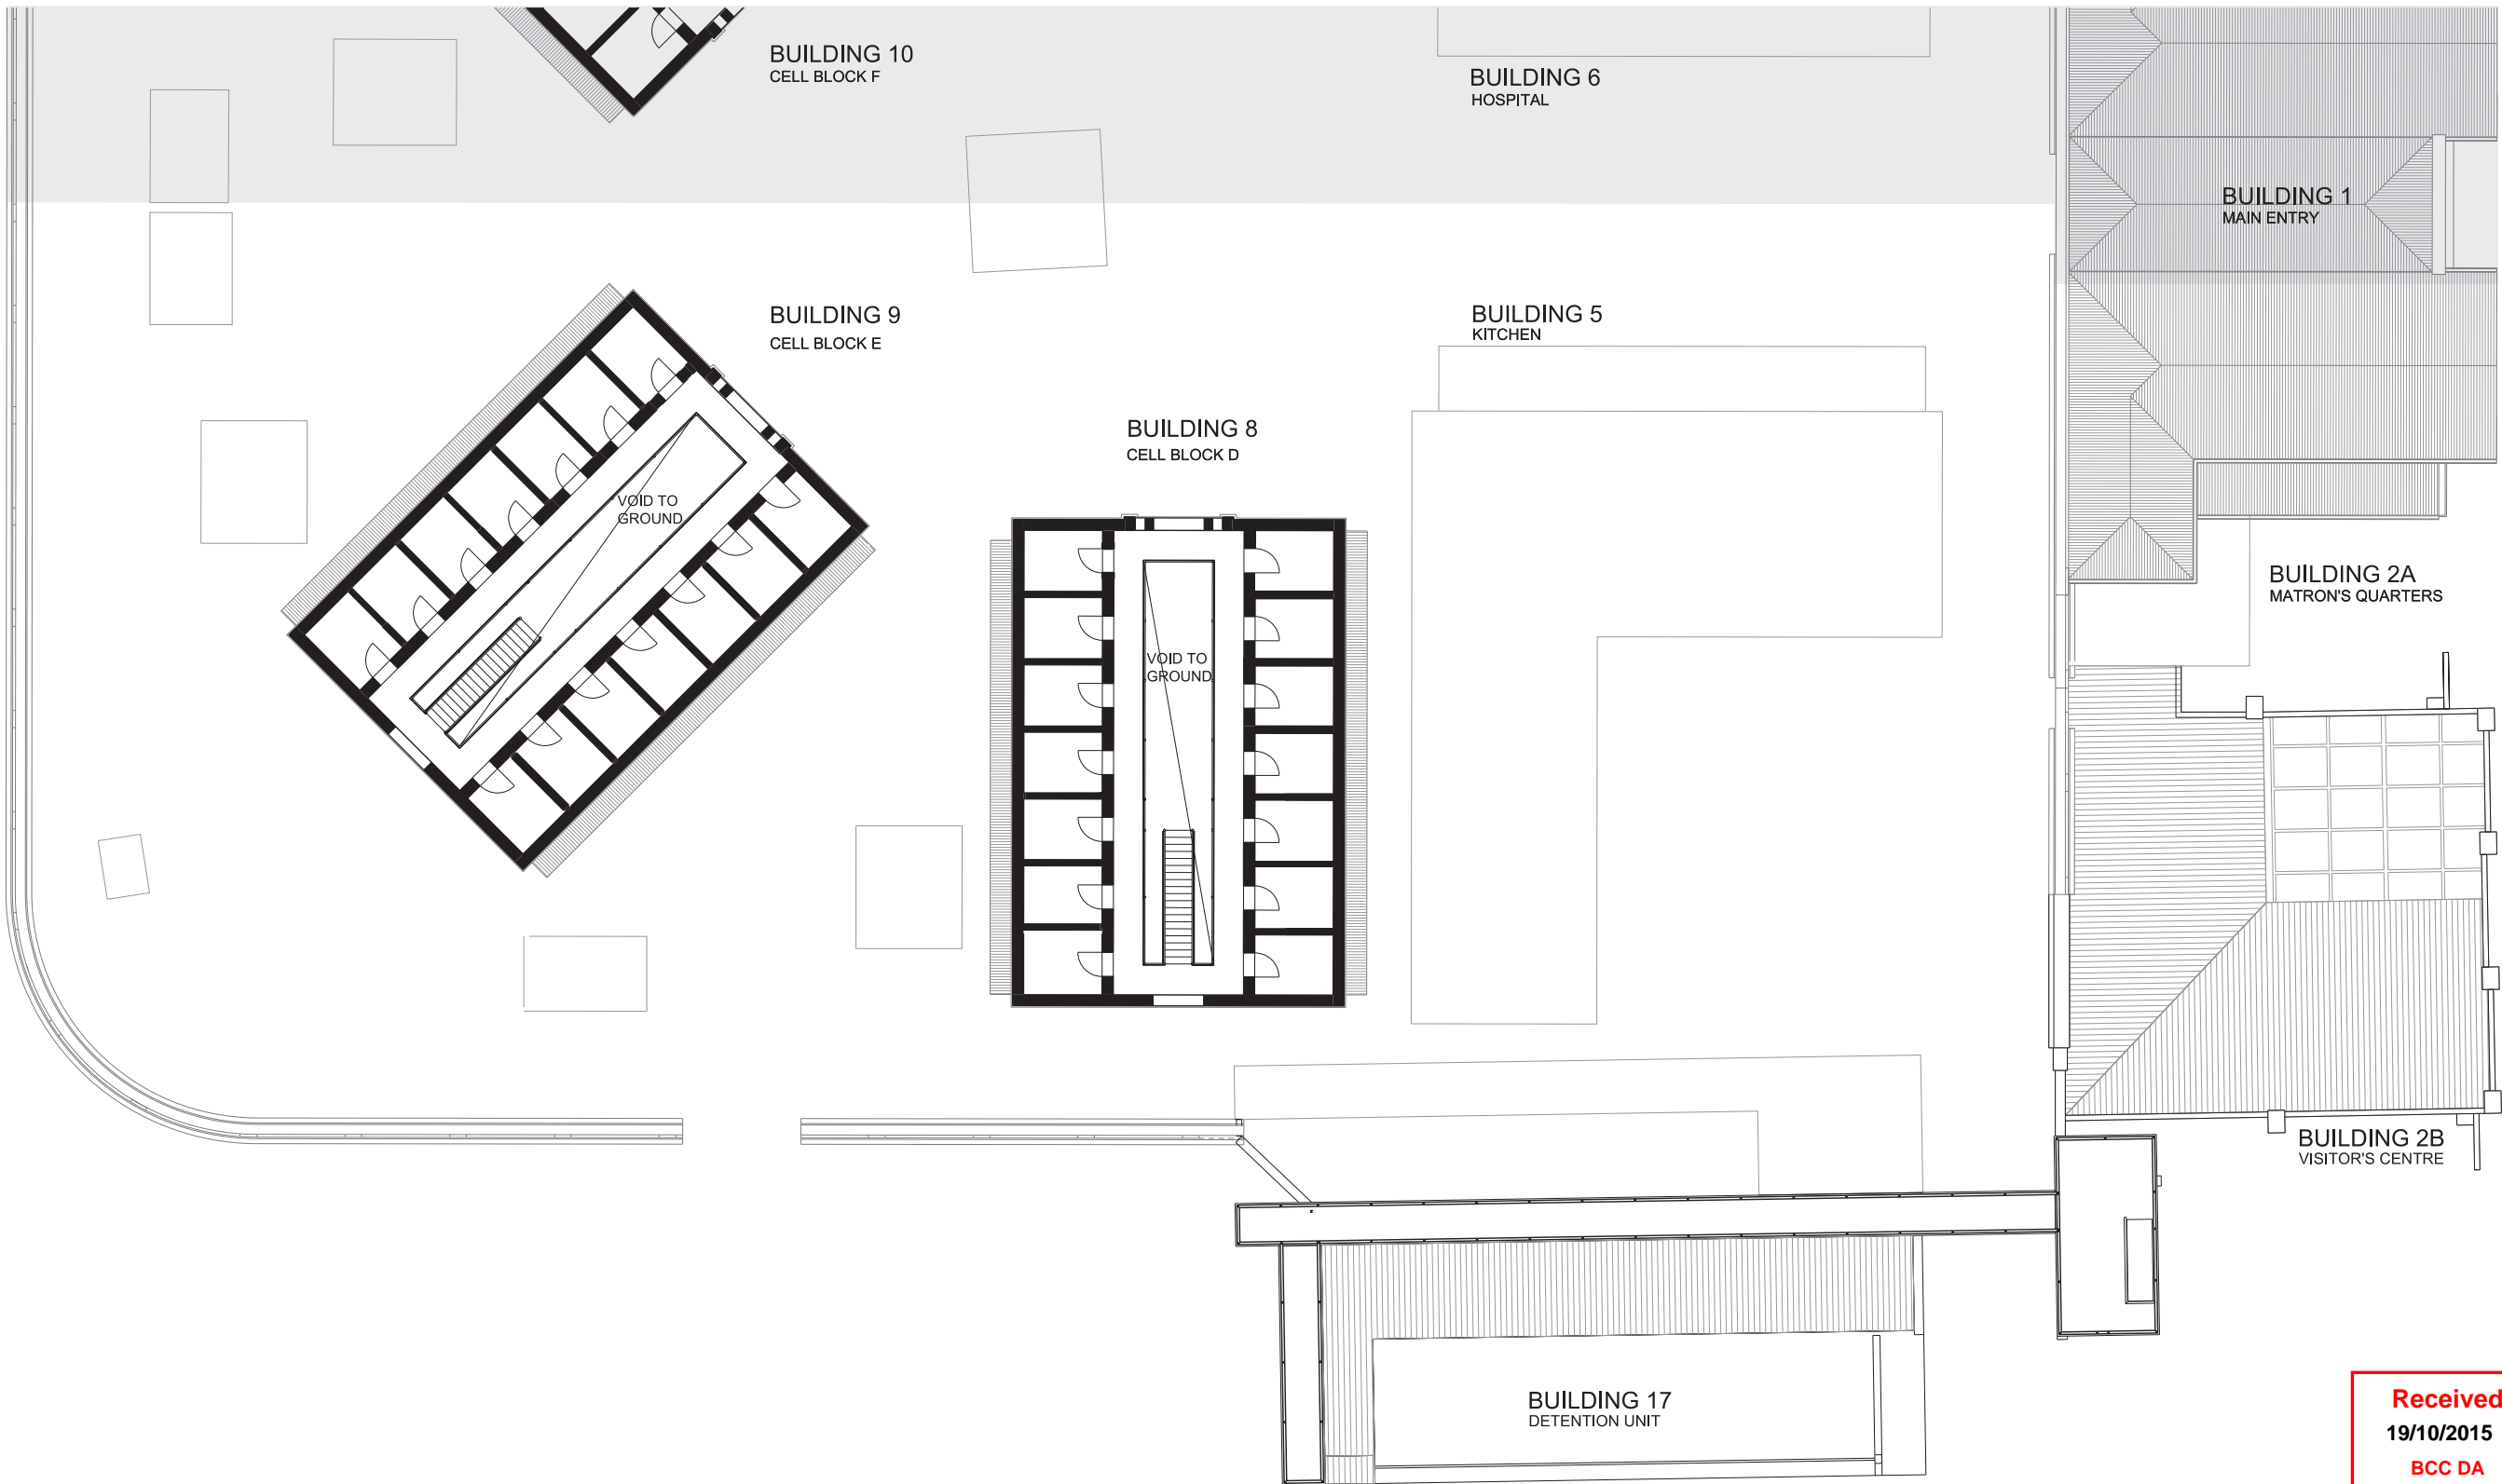 BUILDING 10
CELL BLOCK F
BUILDING 6
HOSPITAL
BUILDING 1
MAIN ENTRY
BUILDING 9
CELL BLOCK E
BUILDING 5
KITCHEN
BUILDING 8
CELL BLOCK D
VOID TO
GROUND
BUILDING 2A
MATRON'S QUARTERS
VOID TO
GROUND
BUILDING 2B
VISITOR'S CENTRE
BUILDING 17
DETENTION UNIT
Received
19/10/2015
BCC DA